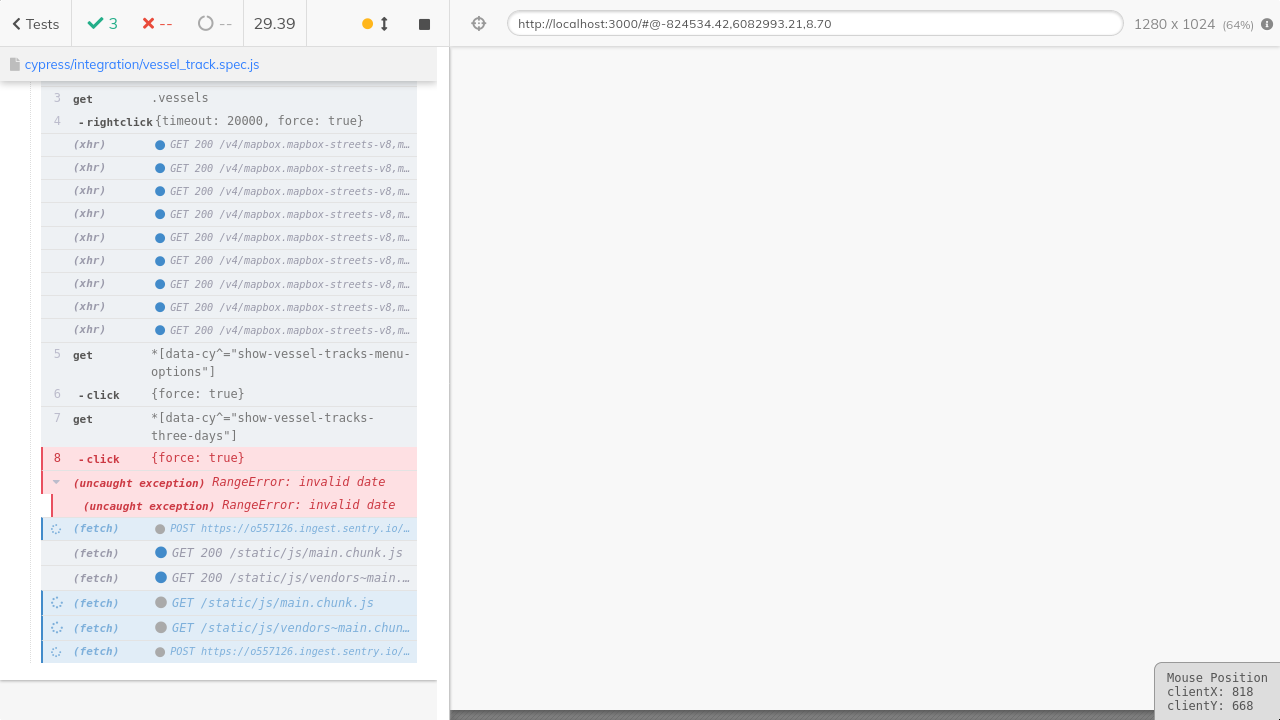 Tests 3 -- -- 29.39 http://localhost:3000/#@-824534.42,6082993.21,8.70 1280 x 1024 (64%)
cypress/integration/vessel_track.spec.js
3 get .vessels
4 -rightclick {timeout: 20000, force: true}
(xhr) GET 200 /v4/mapbox.mapbox-streets-v8,m…
(xhr) GET 200 /v4/mapbox.mapbox-streets-v8,m…
(xhr) GET 200 /v4/mapbox.mapbox-streets-v8,m…
(xhr) GET 200 /v4/mapbox.mapbox-streets-v8,m…
(xhr) GET 200 /v4/mapbox.mapbox-streets-v8,m…
(xhr) GET 200 /v4/mapbox.mapbox-streets-v8,m…
(xhr) GET 200 /v4/mapbox.mapbox-streets-v8,m…
(xhr) GET 200 /v4/mapbox.mapbox-streets-v8,m…
(xhr) GET 200 /v4/mapbox.mapbox-streets-v8,m…
5 get *[data-cy^="show-vessel-tracks-menu-
options"]
6 -click {force: true}
7 get *[data-cy^="show-vessel-tracks-
three-days"]
8 -click {force: true}
(uncaught exception) RangeError: invalid date
(uncaught exception) RangeError: invalid date
(fetch) POST https://o557126.ingest.sentry.io/…
(fetch) GET 200 /static/js/main.chunk.js
(fetch) GET 200 /static/js/vendors~main.…
(fetch) GET /static/js/main.chunk.js
(fetch) GET /static/js/vendors~main.chun…
(fetch) POST https://o557126.ingest.sentry.io/…
Mouse Position
clientX: 818
clientY: 668